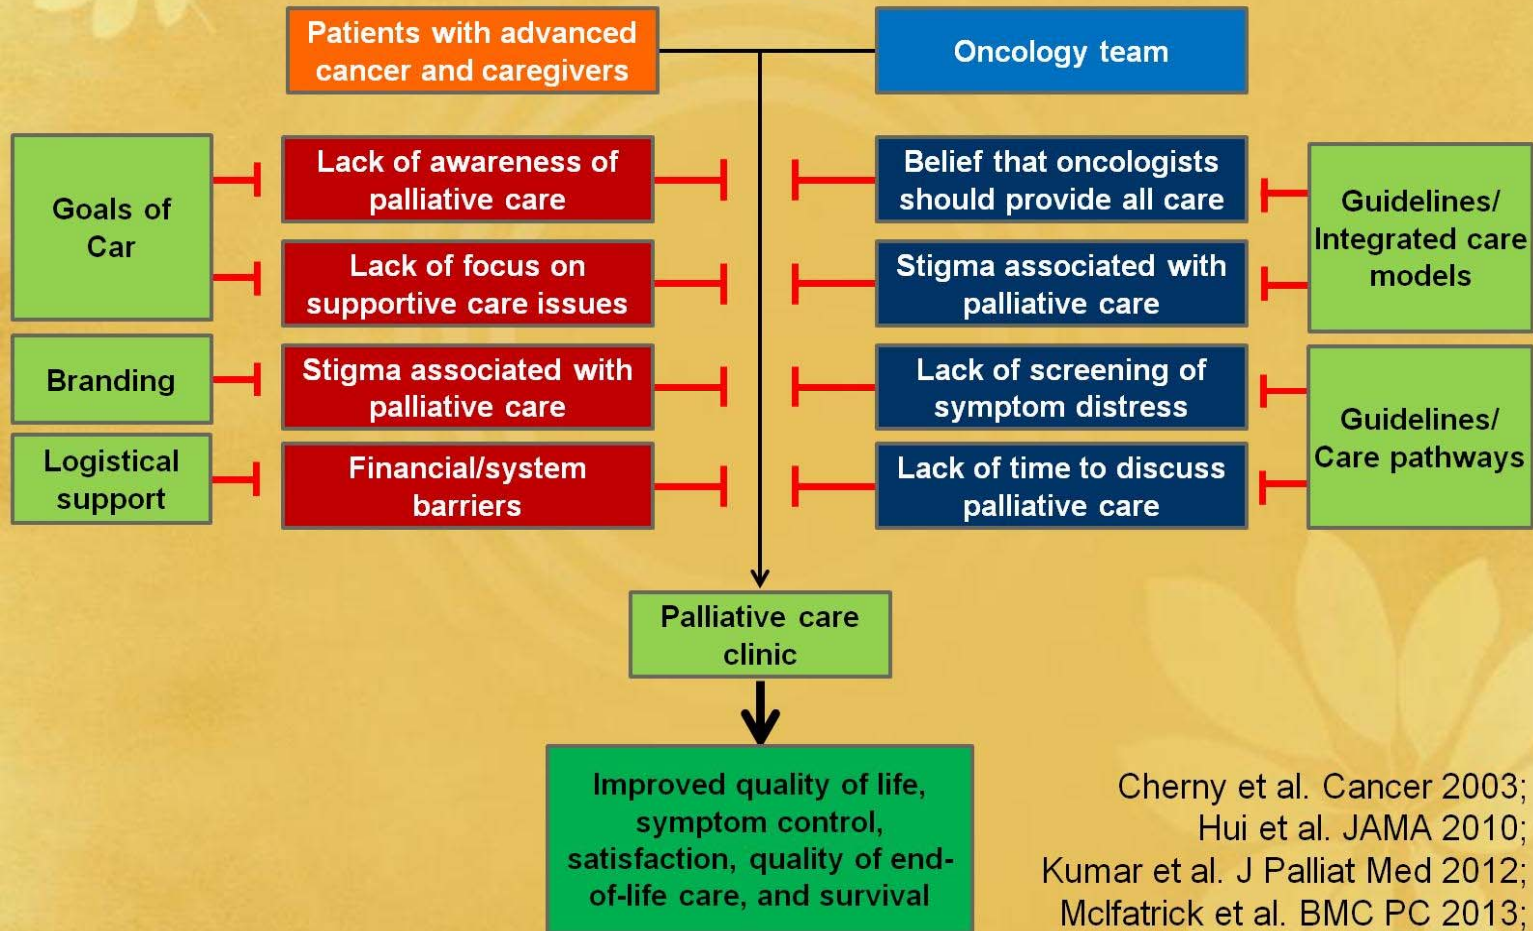 Patients with advanced
cancer and caregivers
Oncology team
Goals of
Car
Lack of awareness of
palliative care
Belief that oncologists
should provide all care
Guidelines/
Integrated care
models
Lack of focus on
supportive care issues
Stigma associated with
palliative care
Branding
Stigma associated with
palliative care
Lack of screening of
symptom distress
Guidelines/
Care pathways
Logistical
support
Financial/system
barriers
Lack of time to discuss
palliative care
Palliative care
clinic
Improved quality of life,
symptom control,
satisfaction, quality of end-
of-life care, and survival
Cherny et al. Cancer 2003;
Hui et al. JAMA 2010;
Kumar et al. J Palliat Med 2012;
McIfatrick et al. BMC PC 2013;